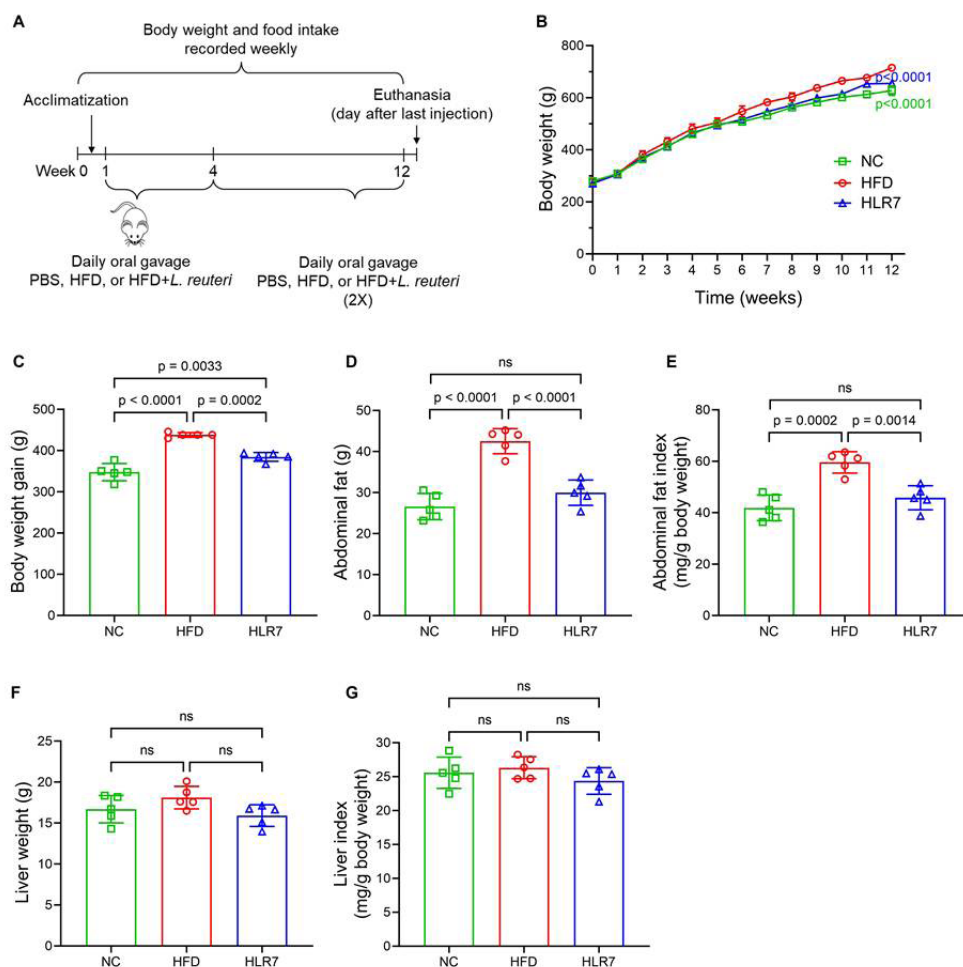 A
Body weight and food intake
recorded weekly
Acclimatization
Euthanasia
(day after last injection)
Week 0 1 4 12
Daily oral gavage
PBS, HFD, or HFD+L. reuteri
Daily oral gavage
PBS, HFD, or HFD+L. reuteri
(2X)
B
Body weight (g)
800
600
400
200
0
p<0.0001
p<0.0001
NC
HFD
HLR7
0 1 2 3 4 5 6 7 8 9 10 11 12
Time (weeks)
C
p = 0.0033
p < 0.0001 p = 0.0002
Body weight gain (g)
500
400
300
200
100
0
NC HFD HLR7
D
ns
p < 0.0001 p < 0.0001
Abdominal fat (g)
50
40
30
20
10
0
NC HFD HLR7
E
ns
p = 0.0002 p = 0.0014
Abdominal fat index
(mg/g body weight)
80
60
40
20
0
NC HFD HLR7
F
ns
ns ns
Liver weight (g)
25
20
15
10
5
0
NC HFD HLR7
G
ns
ns ns
Liver index
(mg/g body weight)
30
25
20
15
10
5
0
NC HFD HLR7